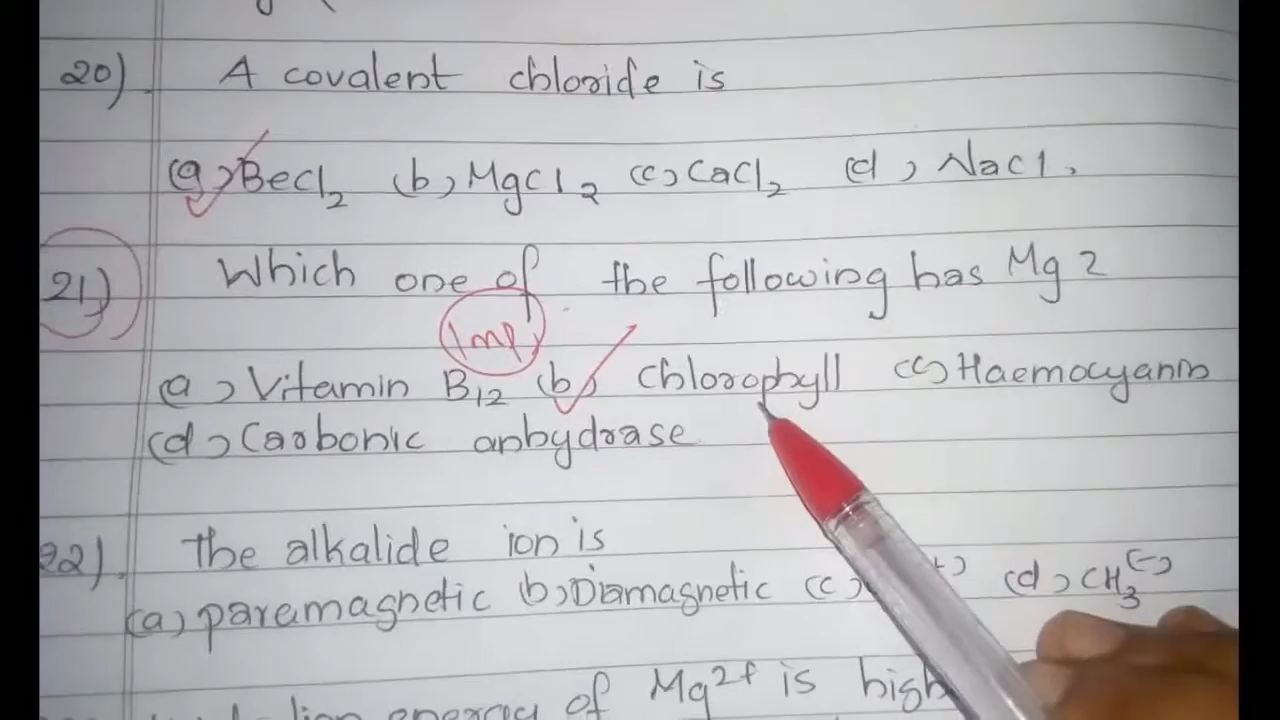 20) A covalent chloride is
(a) BeCl2 (b) MgCl2 (c) CaCl2 (d) NaCl.
21) Which one of the following has Mg ?
Imp
(a) Vitamin B12 (b) Chlorophyll (c) Haemocyanin
(d) Carbonic anhydrase
22). The alkalide ion is
(a) paramagnetic (b) Diamagnetic (c) (d) CH3(-)
energy of Mg2+ is high